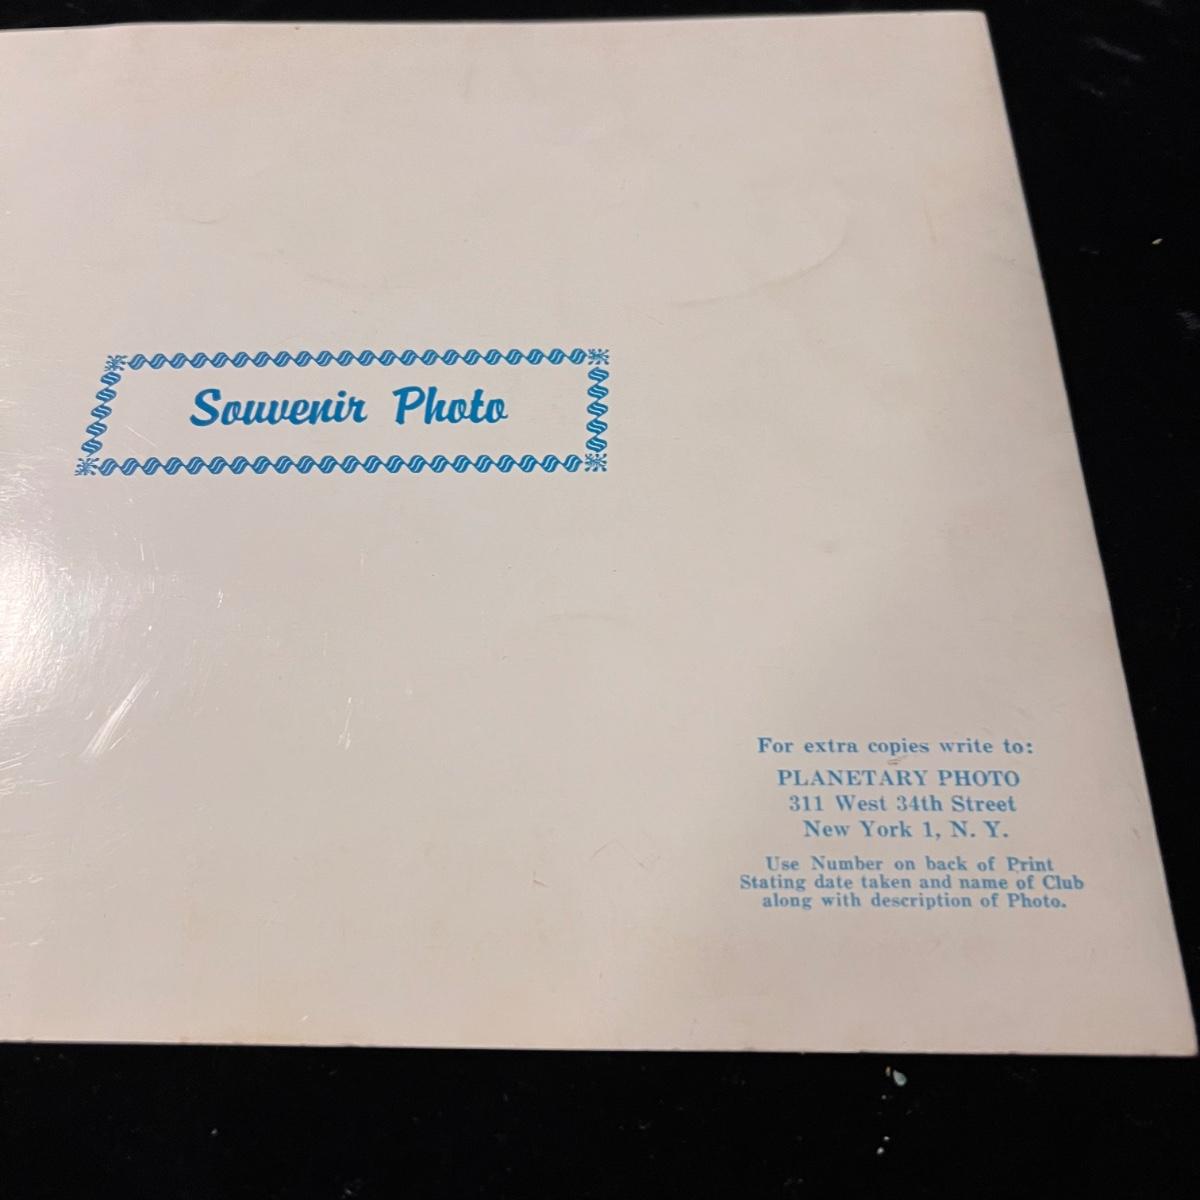 Souvenir Photo
For extra copies write to:
PLANETARY PHOTO
311 West 34th Street
New York 1, N. Y.
Use Number on back of Print
Stating date taken and name of Club
along with description of Photo.